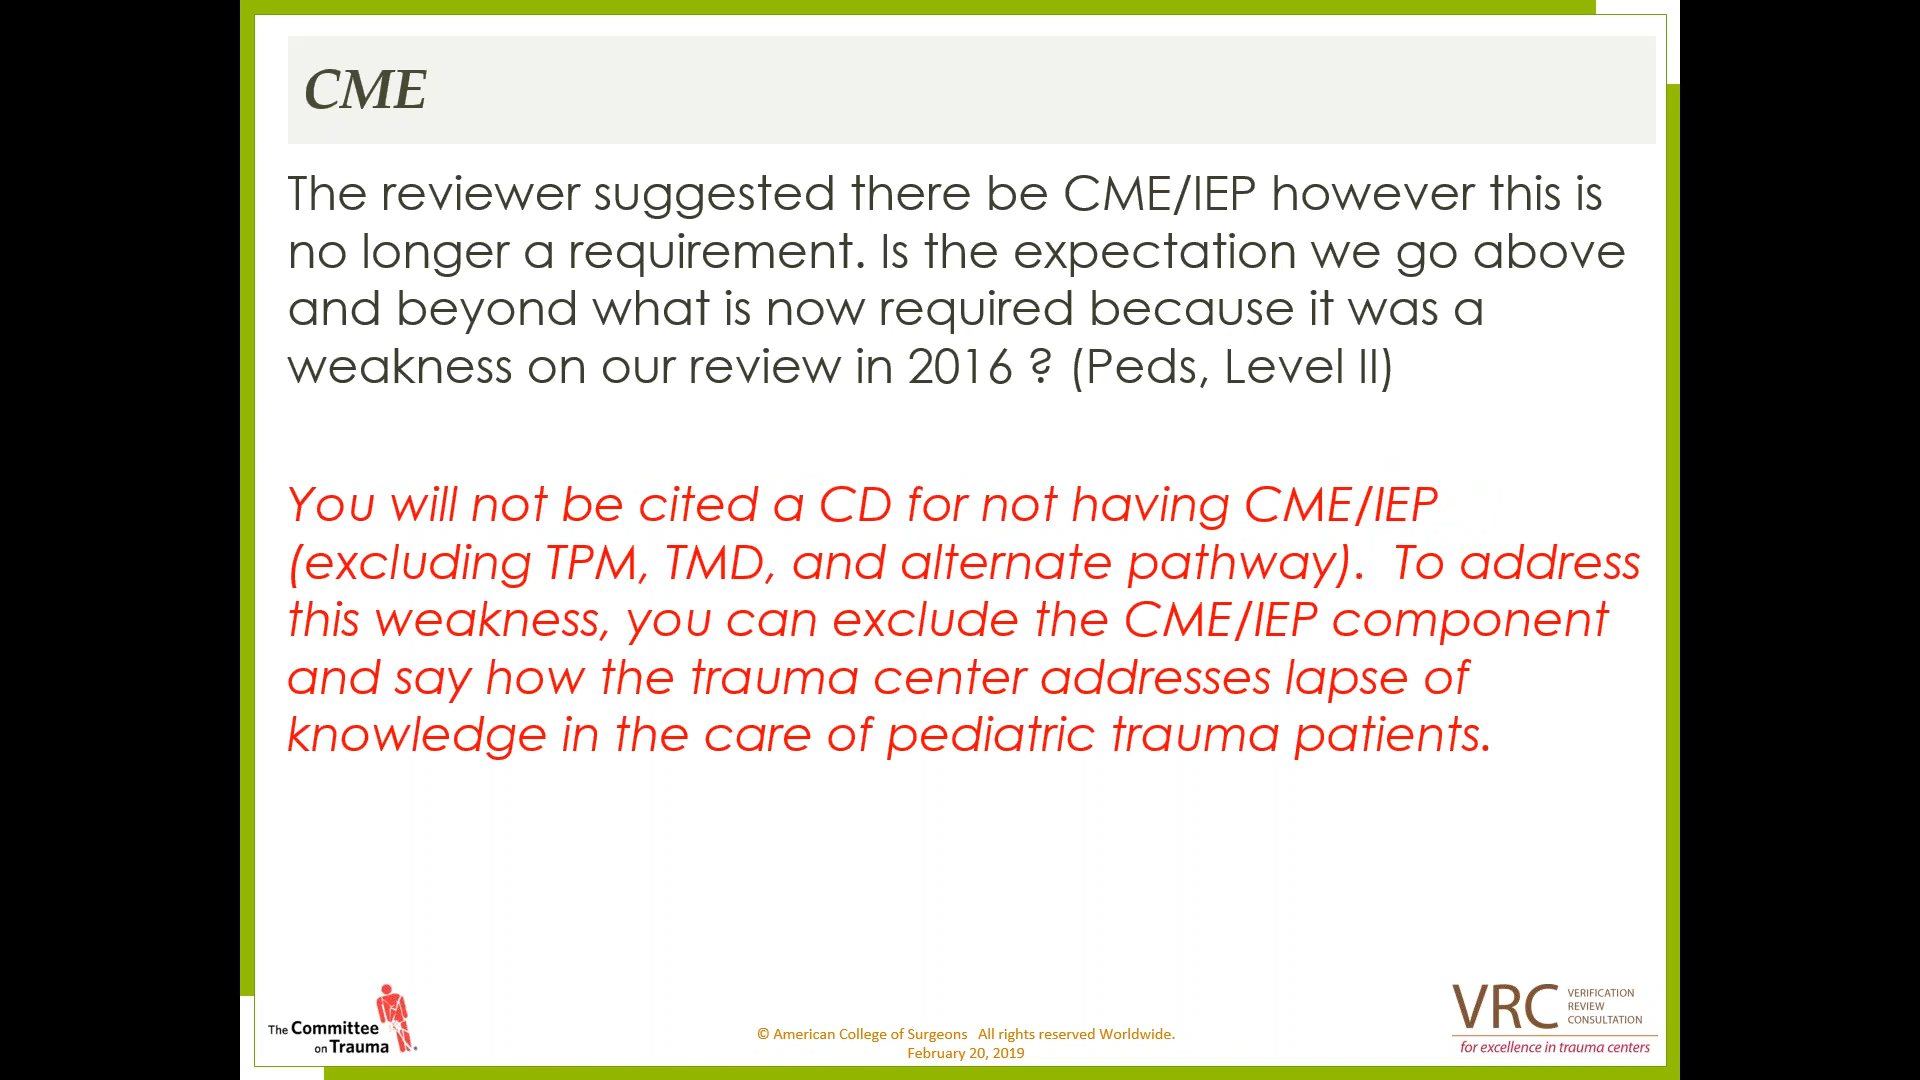 CME
The reviewer suggested there be CME/IEP however this is
no longer a requirement. Is the expectation we go above
and beyond what is now required because it was a
weakness on our review in 2016 ? (Peds, Level II)
You will not be cited a CD for not having CME/IEP
(excluding TPM, TMD, and alternate pathway).  To address
this weakness, you can exclude the CME/IEP component
and say how the trauma center addresses lapse of
knowledge in the care of pediatric trauma patients.
The Committee
on Trauma
© American College of Surgeons   All rights reserved Worldwide.
February 20, 2019
VRC
VERIFICATION
REVIEW
CONSULTATION
for excellence in trauma centers